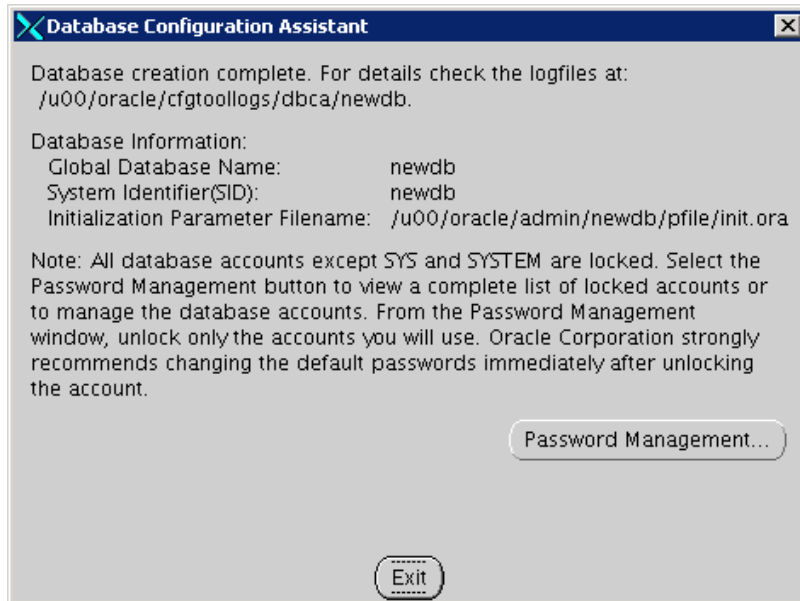 Database Configuration Assistant
Database creation complete. For details check the logfiles at:
/u00/oracle/cfgtoollogs/dbca/newdb.
Database Information:
Global Database Name: newdb
System Identifier(SID): newdb
Initialization Parameter Filename: /u00/oracle/admin/newdb/pfile/init.ora
Note: All database accounts except SYS and SYSTEM are locked. Select the
Password Management button to view a complete list of locked accounts or
to manage the database accounts. From the Password Management
window, unlock only the accounts you will use. Oracle Corporation strongly
recommends changing the default passwords immediately after unlocking
the account.
Password Management...
Exit